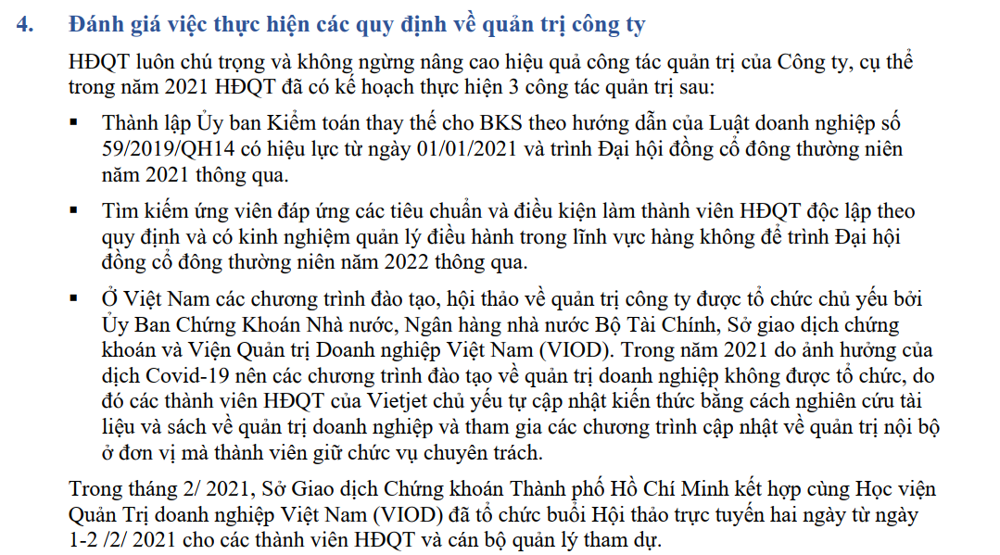 4. Đánh giá việc thực hiện các quy định về quản trị công ty
HĐQT luôn chú trọng và không ngừng nâng cao hiệu quả công tác quản trị của Công ty, cụ thể
trong năm 2021 HĐQT đã có kế hoạch thực hiện 3 công tác quản trị sau:
▪ Thành lập Ủy ban Kiểm toán thay thế cho BKS theo hướng dẫn của Luật doanh nghiệp số
59/2019/QH14 có hiệu lực từ ngày 01/01/2021 và trình Đại hội đồng cổ đông thường niên
năm 2021 thông qua.
▪ Tìm kiếm ứng viên đáp ứng các tiêu chuẩn và điều kiện làm thành viên HĐQT độc lập theo
quy định và có kinh nghiệm quản lý điều hành trong lĩnh vực hàng không để trình Đại hội
đồng cổ đông thường niên năm 2022 thông qua.
▪ Ở Việt Nam các chương trình đào tạo, hội thảo về quản trị công ty được tổ chức chủ yếu bởi
Ủy Ban Chứng Khoán Nhà nước, Ngân hàng nhà nước Bộ Tài Chính, Sở giao dịch chứng
khoán và Viện Quản trị Doanh nghiệp Việt Nam (VIOD). Trong năm 2021 do ảnh hưởng của
dịch Covid-19 nên các chương trình đào tạo về quản trị doanh nghiệp không được tổ chức, do
đó các thành viên HĐQT của Vietjet chủ yếu tự cập nhật kiến thức bằng cách nghiên cứu tài
liệu và sách về quản trị doanh nghiệp và tham gia các chương trình cập nhật về quản trị nội bộ
ở đơn vị mà thành viên giữ chức vụ chuyên trách.
Trong tháng 2/ 2021, Sở Giao dịch Chứng khoán Thành phố Hồ Chí Minh kết hợp cùng Học viện
Quản Trị doanh nghiệp Việt Nam (VIOD) đã tổ chức buổi Hội thảo trực tuyến hai ngày từ ngày
1-2 /2/ 2021 cho các thành viên HĐQT và cán bộ quản lý tham dự.